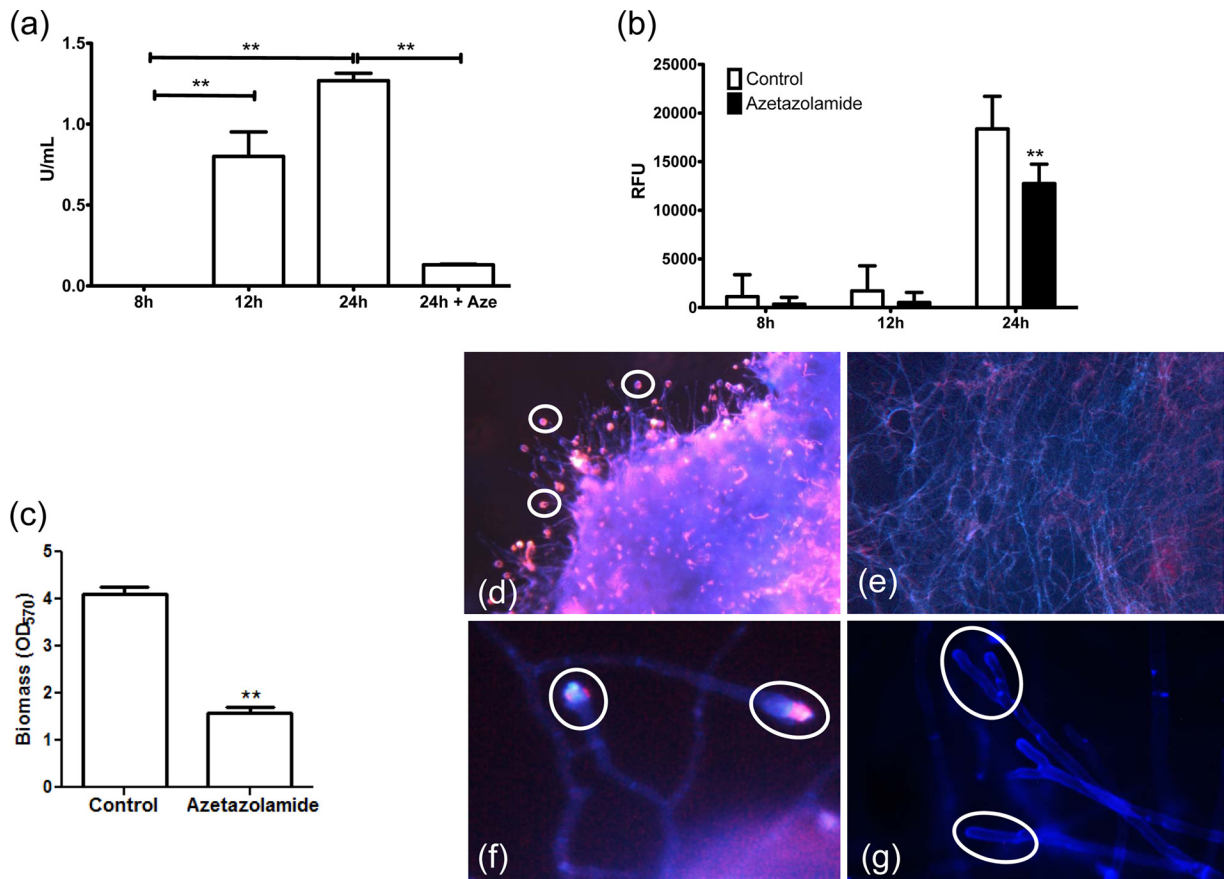 (a)
1.5
1.0
0.5
0.0
U/mL
**
**
**
8h
12h
24h
24h + Aze
(b)
25000
20000
15000
10000
5000
0
RFU
Control
Azetazolamide
**
8h
12h
24h
(c)
5
4
3
2
1
0
Biomass (OD570)
**
Control
Azetazolamide
(d)
(e)
(f)
(g)